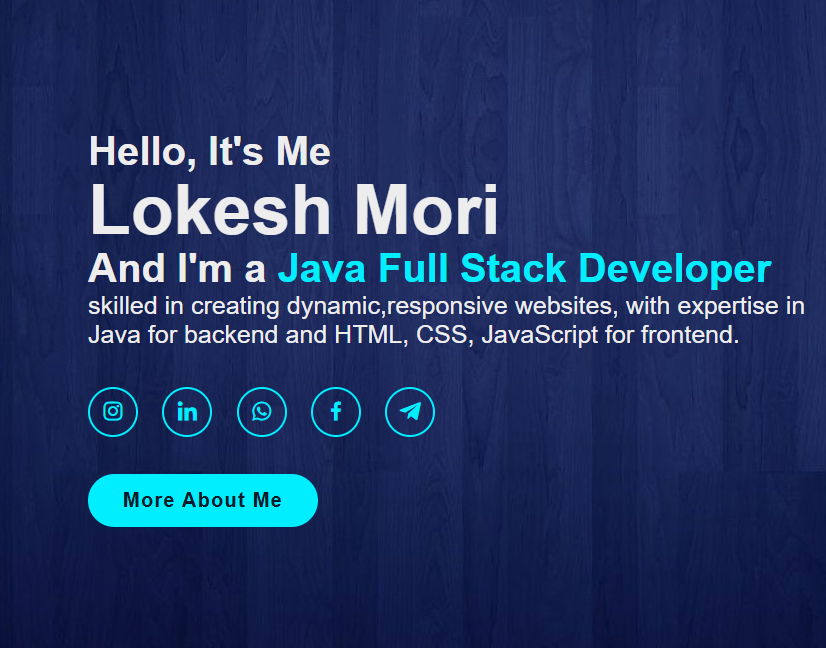 Hello, It's Me
Lokesh Mori
And I'm a Java Full Stack Developer
skilled in creating dynamic,responsive websites, with expertise in
Java for backend and HTML, CSS, JavaScript for frontend.
in
More About Me